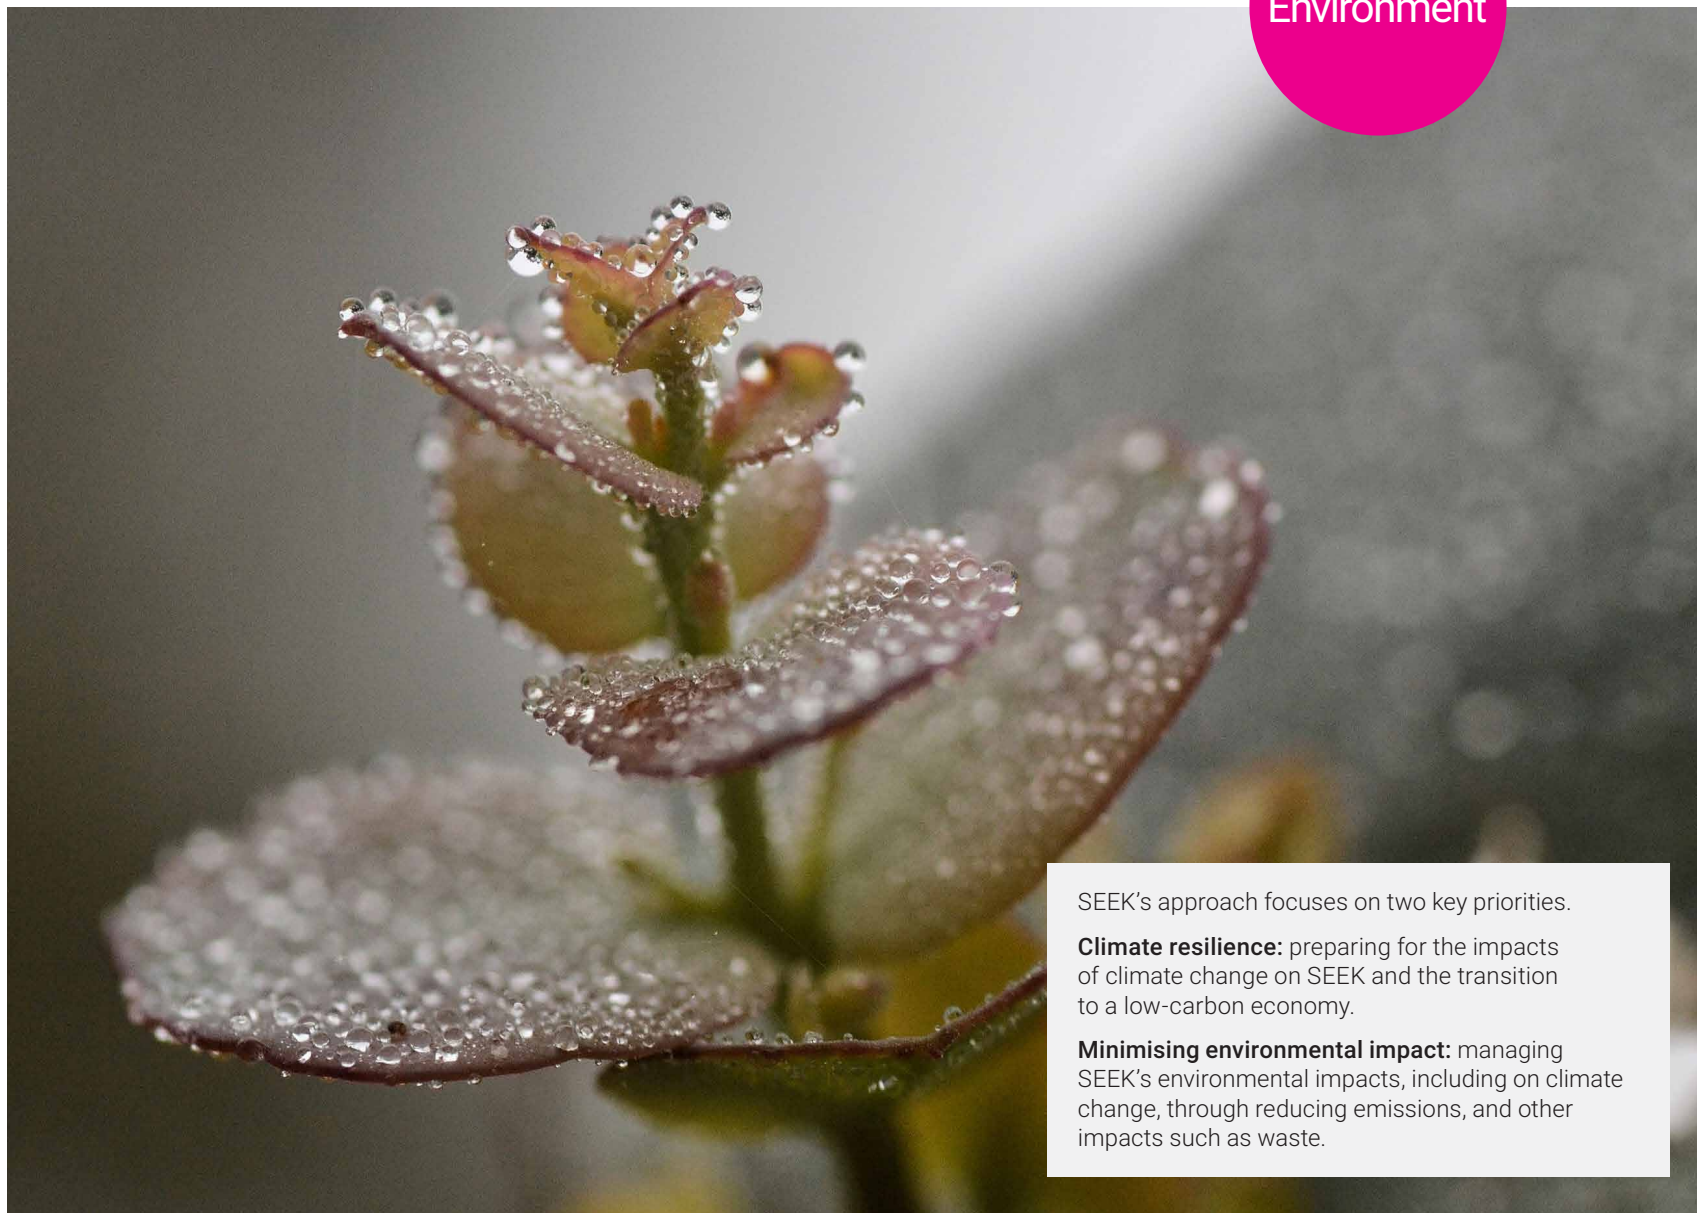 Environment
SEEK’s approach focuses on two key priorities.
Climate resilience: preparing for the impacts
of climate change on SEEK and the transition
to a low-carbon economy.
Minimising environmental impact: managing
SEEK’s environmental impacts, including on climate
change, through reducing emissions, and other
impacts such as waste.